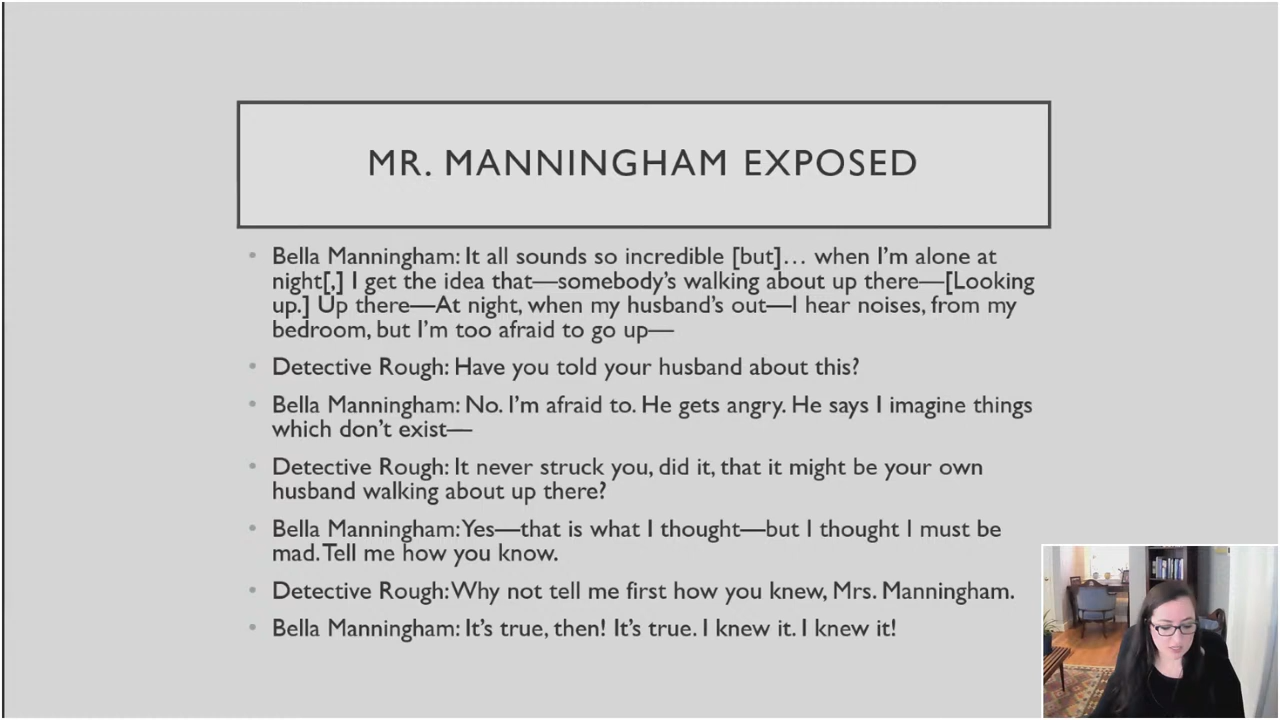 MR. MANNINGHAM EXPOSED
• Bella Manningham: It all sounds so incredible [but]… when I'm alone at
night[,] I get the idea that—somebody's walking about up there—[Looking
up.] Up there—At night, when my husband's out—I hear noises, from my
bedroom, but I'm too afraid to go up—
• Detective Rough: Have you told your husband about this?
• Bella Manningham: No. I'm afraid to. He gets angry. He says I imagine things
which don't exist—
• Detective Rough: It never struck you, did it, that it might be your own
husband walking about up there?
• Bella Manningham: Yes—that is what I thought—but I thought I must be
mad. Tell me how you know.
• Detective Rough: Why not tell me first how you knew, Mrs. Manningham.
• Bella Manningham: It's true, then! It's true. I knew it. I knew it!